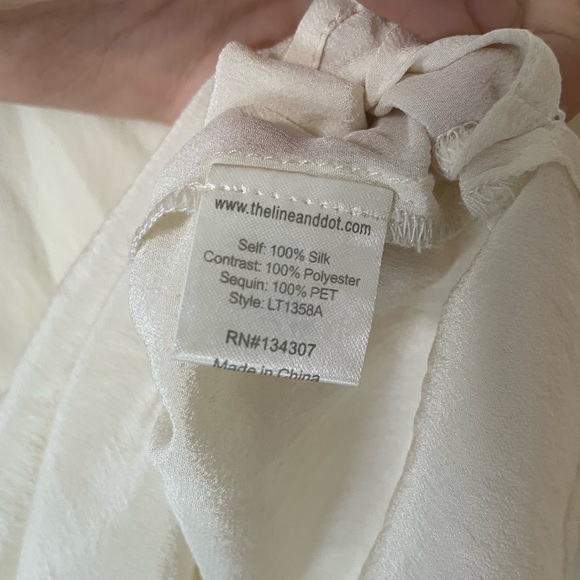 www.thelineanddot.com
Self: 100% Silk
Contrast: 100% Polyester
Sequin: 100% PET
Style: LT1358A
RN#134307
Made in China